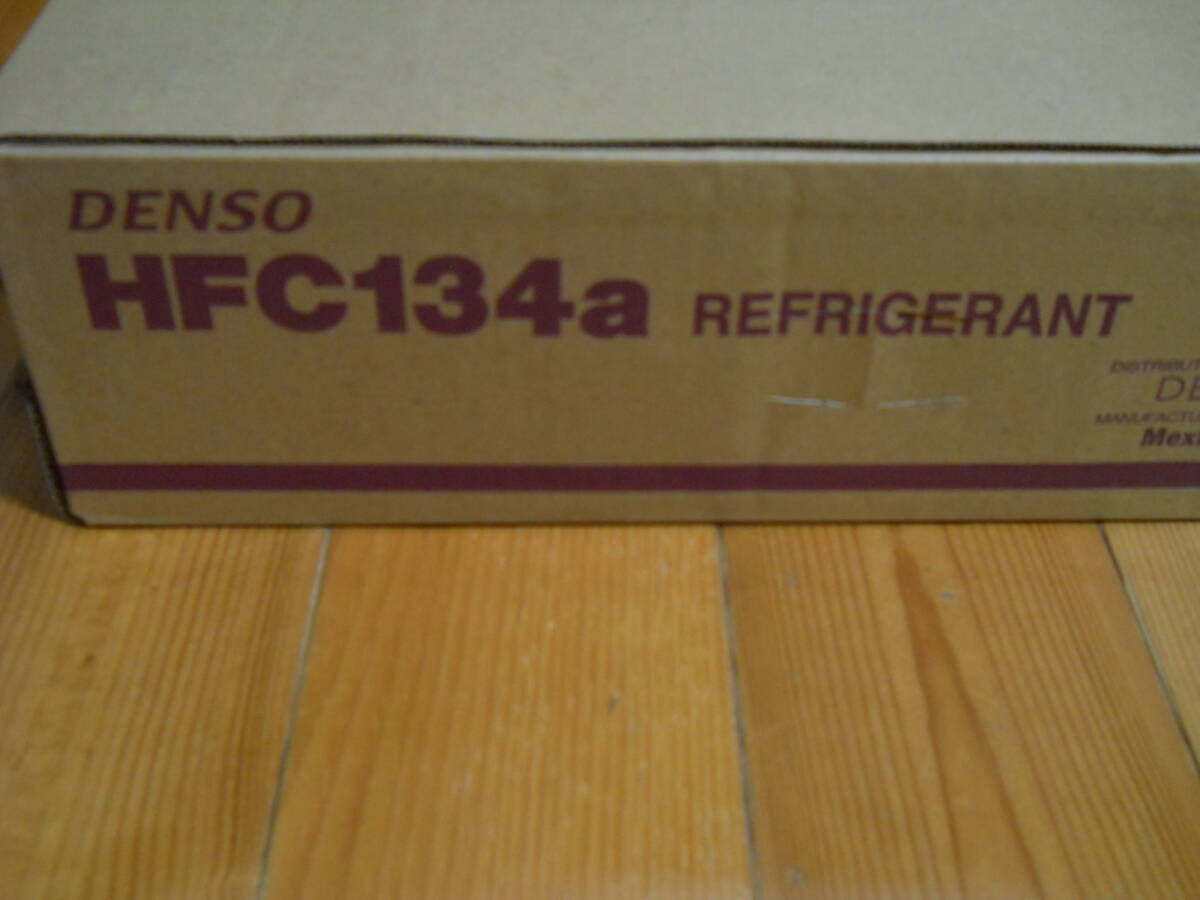 DENSO
HFC134a REFRIGERANT